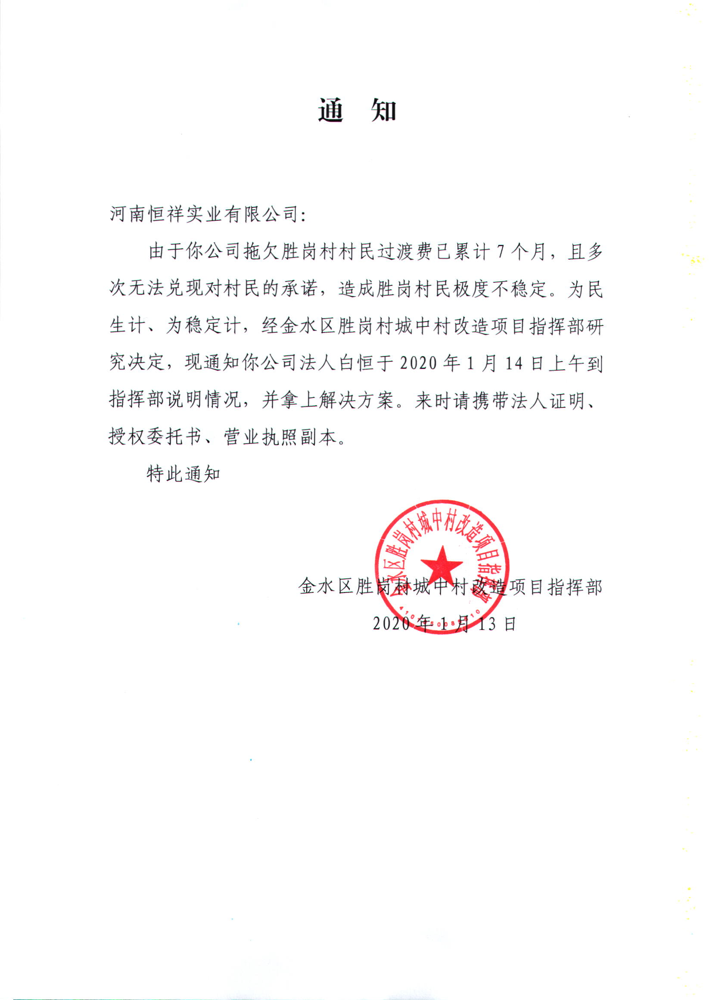 通 知
河南恒祥实业有限公司：
由于你公司拖欠胜岗村村民过渡费已累计 7 个月，且多
次无法兑现对村民的承诺，造成胜岗村民极度不稳定。为民
生计、为稳定计，经金水区胜岗村城中村改造项目指挥部研
究决定，现通知你公司法人白恒于 2020 年 1 月 14 日上午到
指挥部说明情况，并拿上解决方案。来时请携带法人证明、
授权委托书、营业执照副本。
特此通知
金水区胜岗村城中村改造项目指挥部
金水区胜岗村城中村改造项目指挥部
2020 年 1 月 13 日